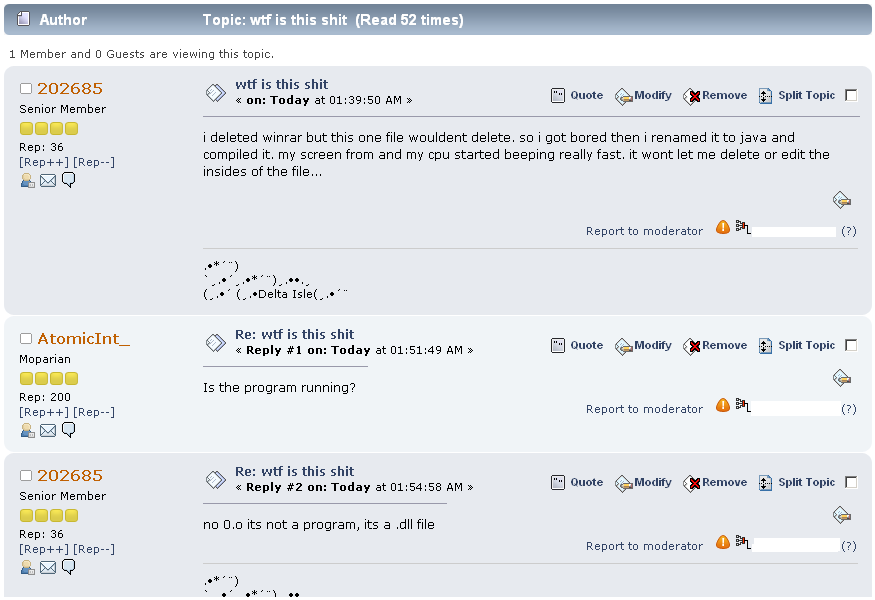 Author Topic: wtf is this shit (Read 52 times)
1 Member and 0 Guests are viewing this topic.
202685
Senior Member
Rep: 36
[Rep++] [Rep--]
wtf is this shit
« on: Today at 01:39:50 AM »
Quote Modify Remove Split Topic
i deleted winrar but this one file wouldent delete. so i got bored then i renamed it to java and
compiled it. my screen from and my cpu started beeping really fast. it wont let me delete or edit the
insides of the file...
Report to moderator (?)
¸.•*´¨)
`¸.•´¸.•*´¨)¸.••.¸
(¸.•´ (¸.•Delta Isle(¸.•´¨
AtomicInt_
Moparian
Rep: 200
[Rep++] [Rep--]
Re: wtf is this shit
« Reply #1 on: Today at 01:51:49 AM »
Quote Modify Remove Split Topic
Is the program running?
Report to moderator (?)
202685
Senior Member
Rep: 36
[Rep++] [Rep--]
Re: wtf is this shit
« Reply #2 on: Today at 01:54:58 AM »
Quote Modify Remove Split Topic
no 0.o its not a program, its a .dll file
Report to moderator (?)
¸.•*´¨)